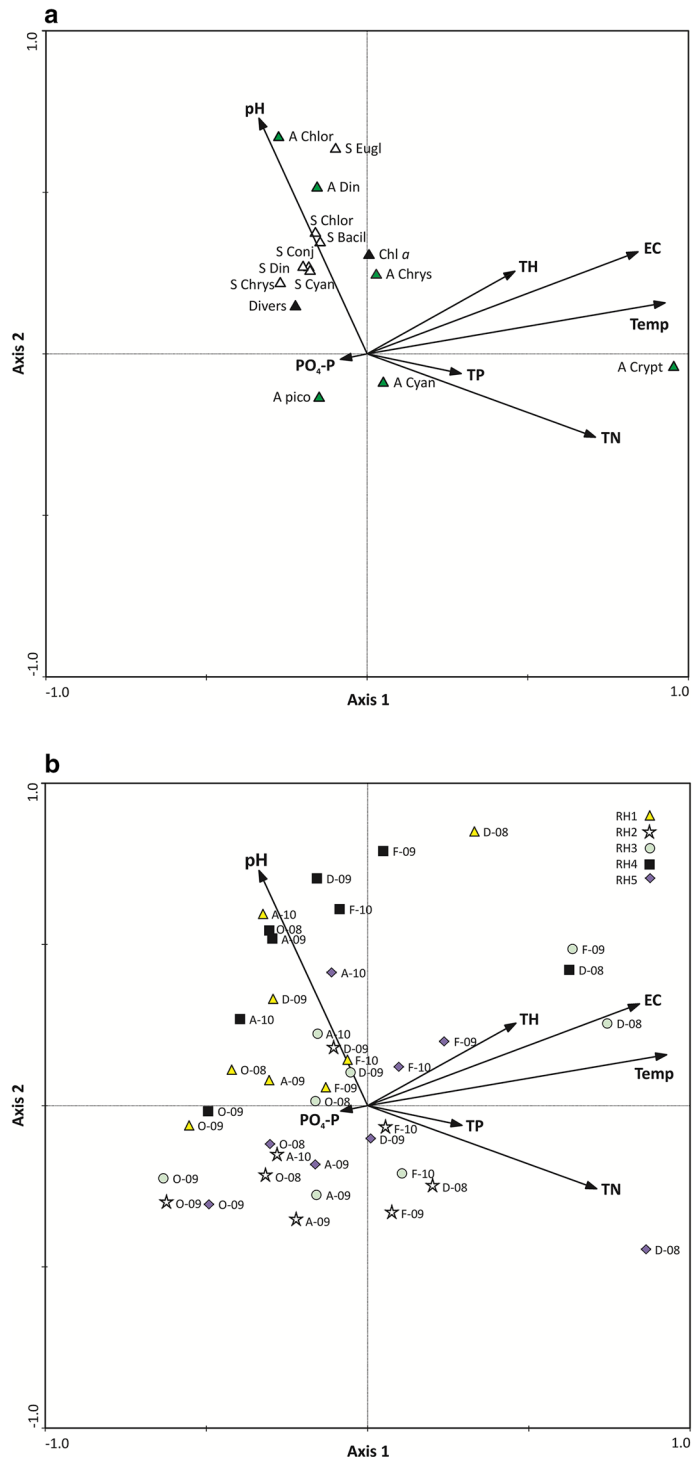 a
1.0
pH
A Chlor
S Eugl
A Din
S Chlor
S Bacil
S Conj
Chl a
EC
S Din
TH
A Chrys
S Chrys
S Cyan
Divers
Temp
Axis 2
PO4-P
TP
A Crypt
A Cyan
A pico
TN
-1.0
-1.0
1.0
Axis 1
b
1.0
RH1
D-08
RH2
RH3
F-09
RH4
pH
D-09
RH5
F-10
A-10
O-08
A-09
F-09
A-10
D-08
D-09
EC
A-10
TH
D-08
A-10
F-09
D-09
F-10
O-08
F-10
D-09
Temp
A-09
F-09
O-08
Axis 2
O-09
PO4-P
TP
O-09
F-10
O-08
D-09
A-10
A-09
O-09
O-08
F-10
D-08
TN
A-09
O-09
O-09
F-09
A-09
D-08
-1.0
-1.0
1.0
Axis 1